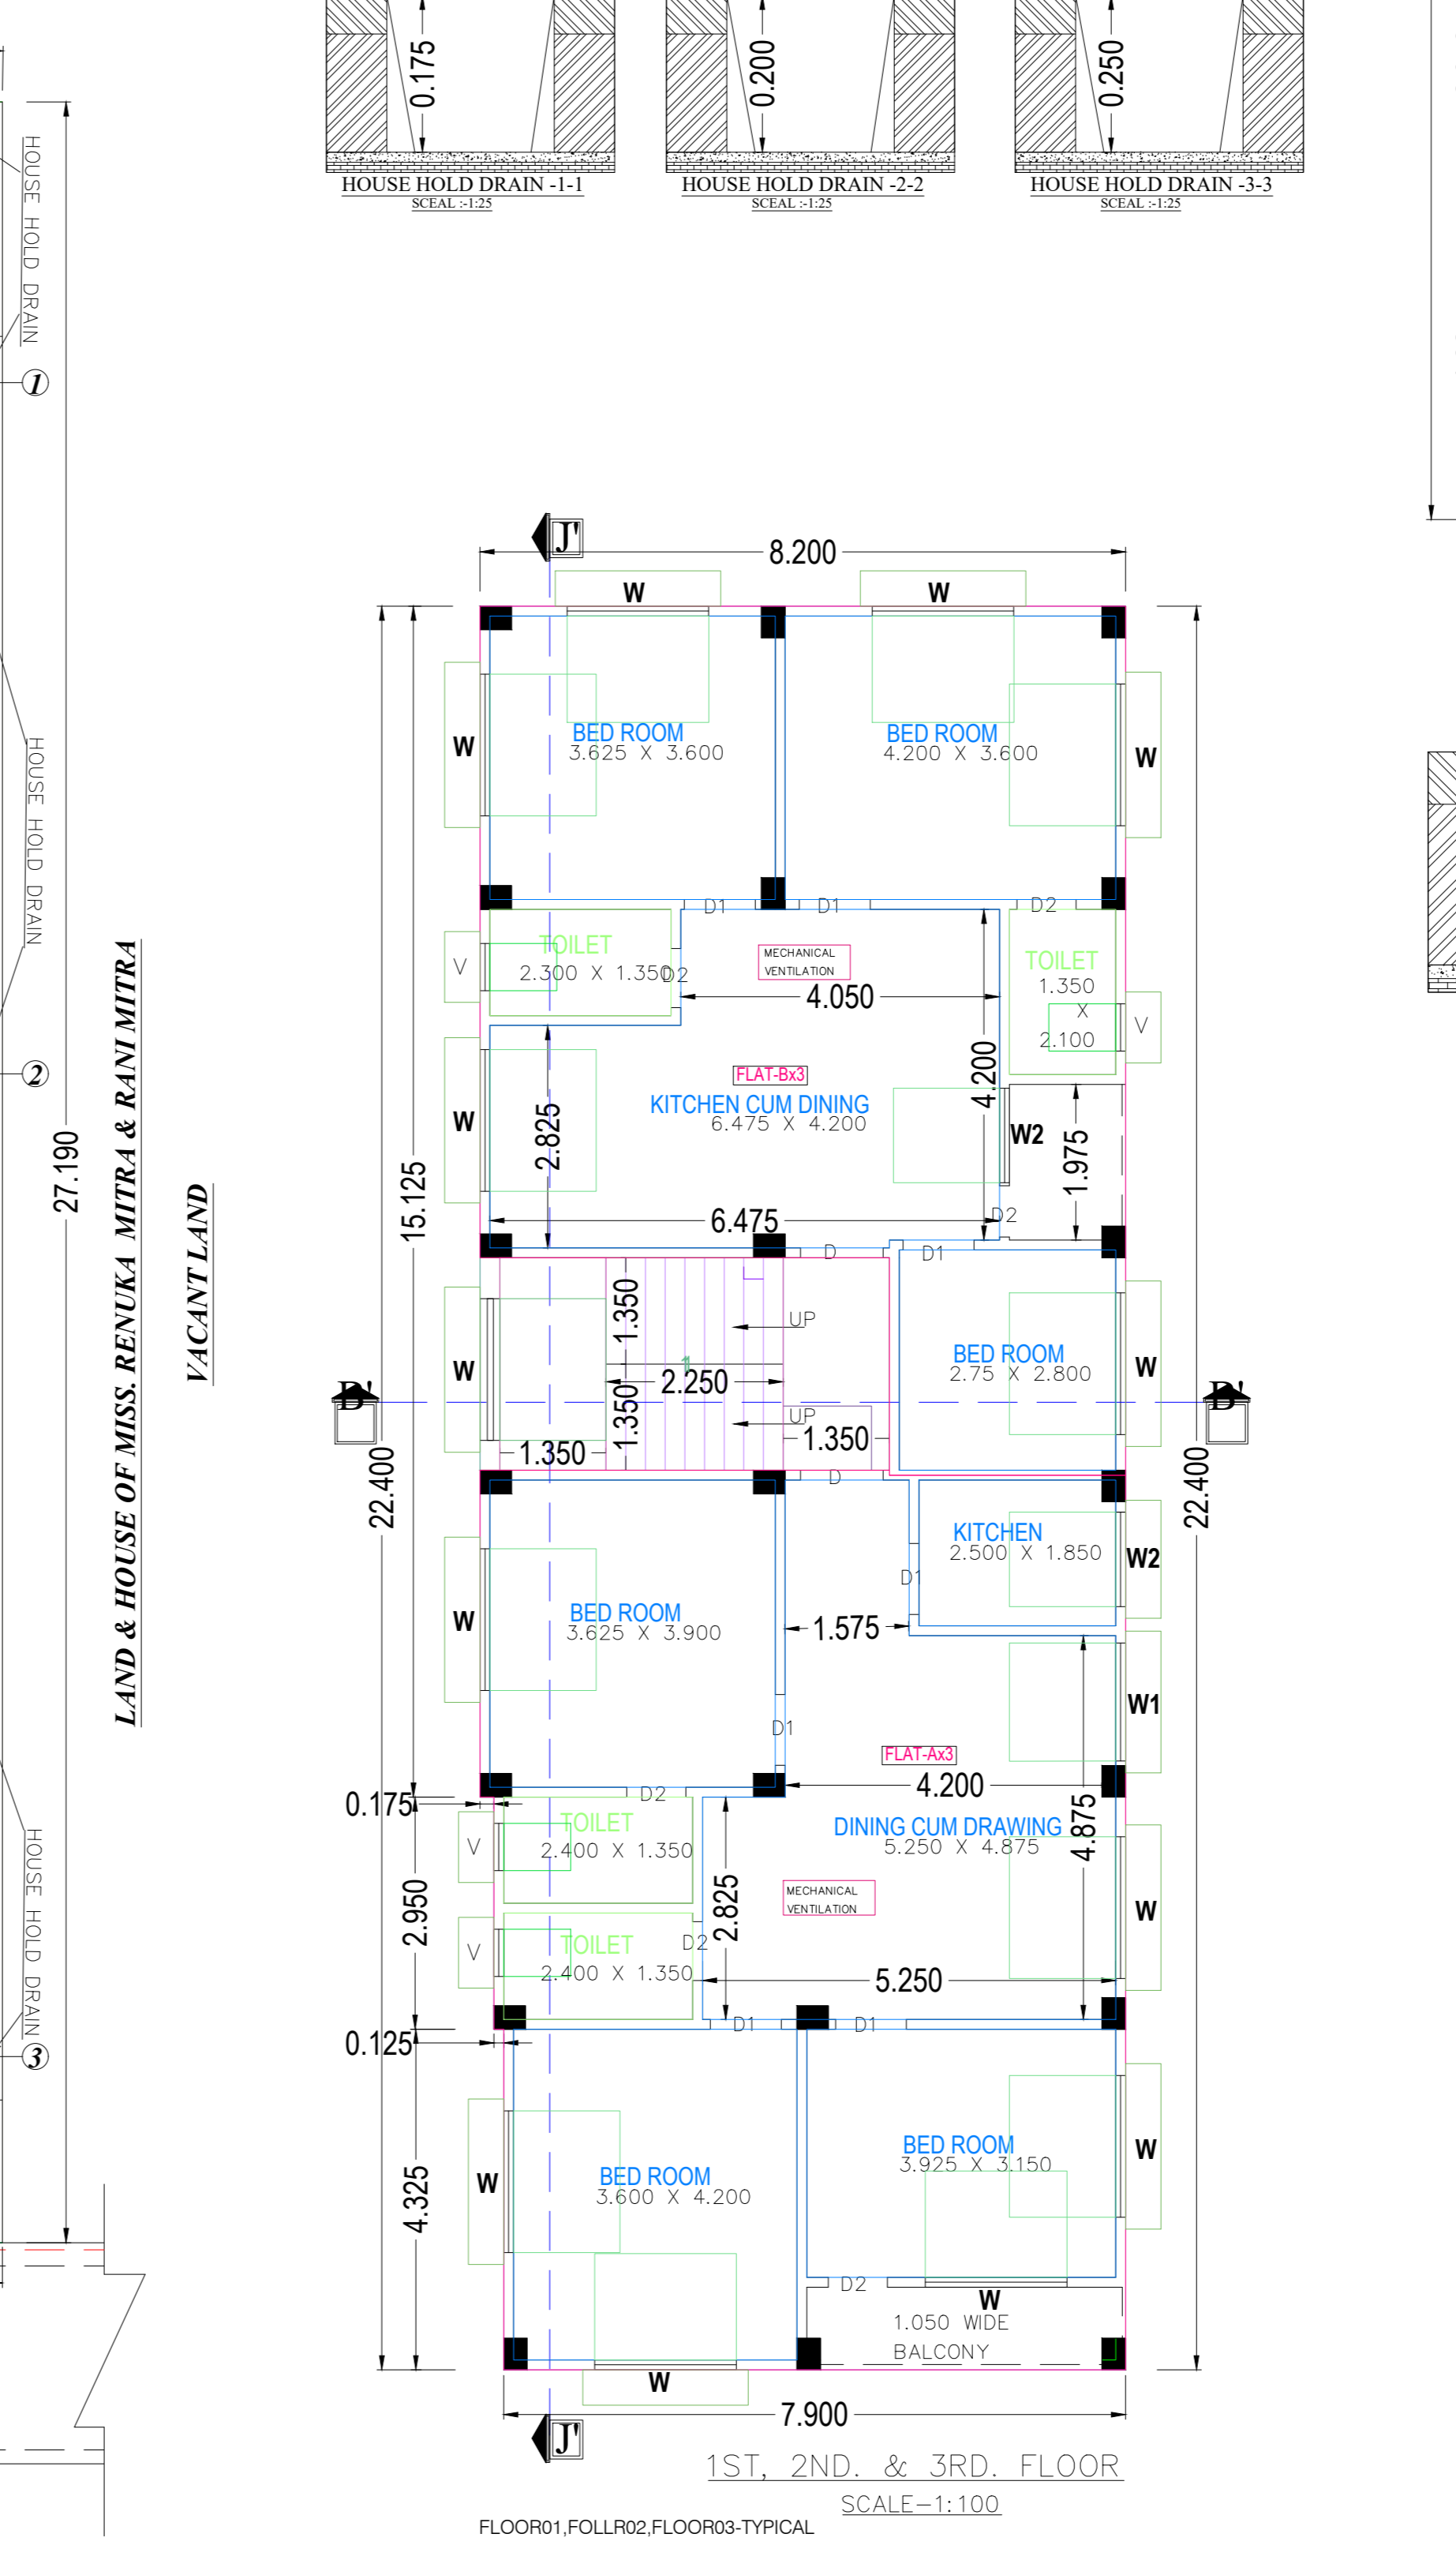 0.175
0.200
0.250
HOUSE HOLD DRAIN -1-1
SCEAL :-1:25
HOUSE HOLD DRAIN -2-2
SCEAL :-1:25
HOUSE HOLD DRAIN -3-3
SCEAL :-1:25
HOUSE HOLD DRAIN
1
HOUSE HOLD DRAIN
2
HOUSE HOLD DRAIN
3
27.190
LAND & HOUSE OF MISS. RENUKA MITRA & RANI MITRA
VACANT LAND
J'
8.200
W
W
W
BED ROOM
3.625 X 3.600
BED ROOM
4.200 X 3.600
W
D1
D1
D2
V
TOILET
2.300 X 1.350
D2
MECHANICAL
VENTILATION
4.050
TOILET
1.350
X
2.100
V
4.200
FLAT-Bx3
KITCHEN CUM DINING
6.475 X 4.200
W
2.825
W2
1.975
15.125
6.475
D2
D
D1
1.350
UP
W
1
2.250
BED ROOM
2.75 X 2.800
W
D'
D'
1.350
UP
1.350
1.350
D
22.400
22.400
KITCHEN
2.500 X 1.850
W2
D1
W
BED ROOM
3.625 X 3.900
1.575
W1
D1
FLAT-Ax3
4.200
D2
0.175
V
TOILET
2.400 X 1.350
DINING CUM DRAWING
5.250 X 4.875
4.875
2.950
2.825
MECHANICAL
VENTILATION
W
V
TOILET
2.400 X 1.350
D2
5.250
D1
D1
0.125
4.325
W
BED ROOM
3.600 X 4.200
BED ROOM
3.925 X 3.150
W
D2
W
1.050 WIDE
BALCONY
W
7.900
J'
1ST, 2ND. & 3RD. FLOOR
SCALE-1:100
FLOOR01,FOLLR02,FLOOR03-TYPICAL